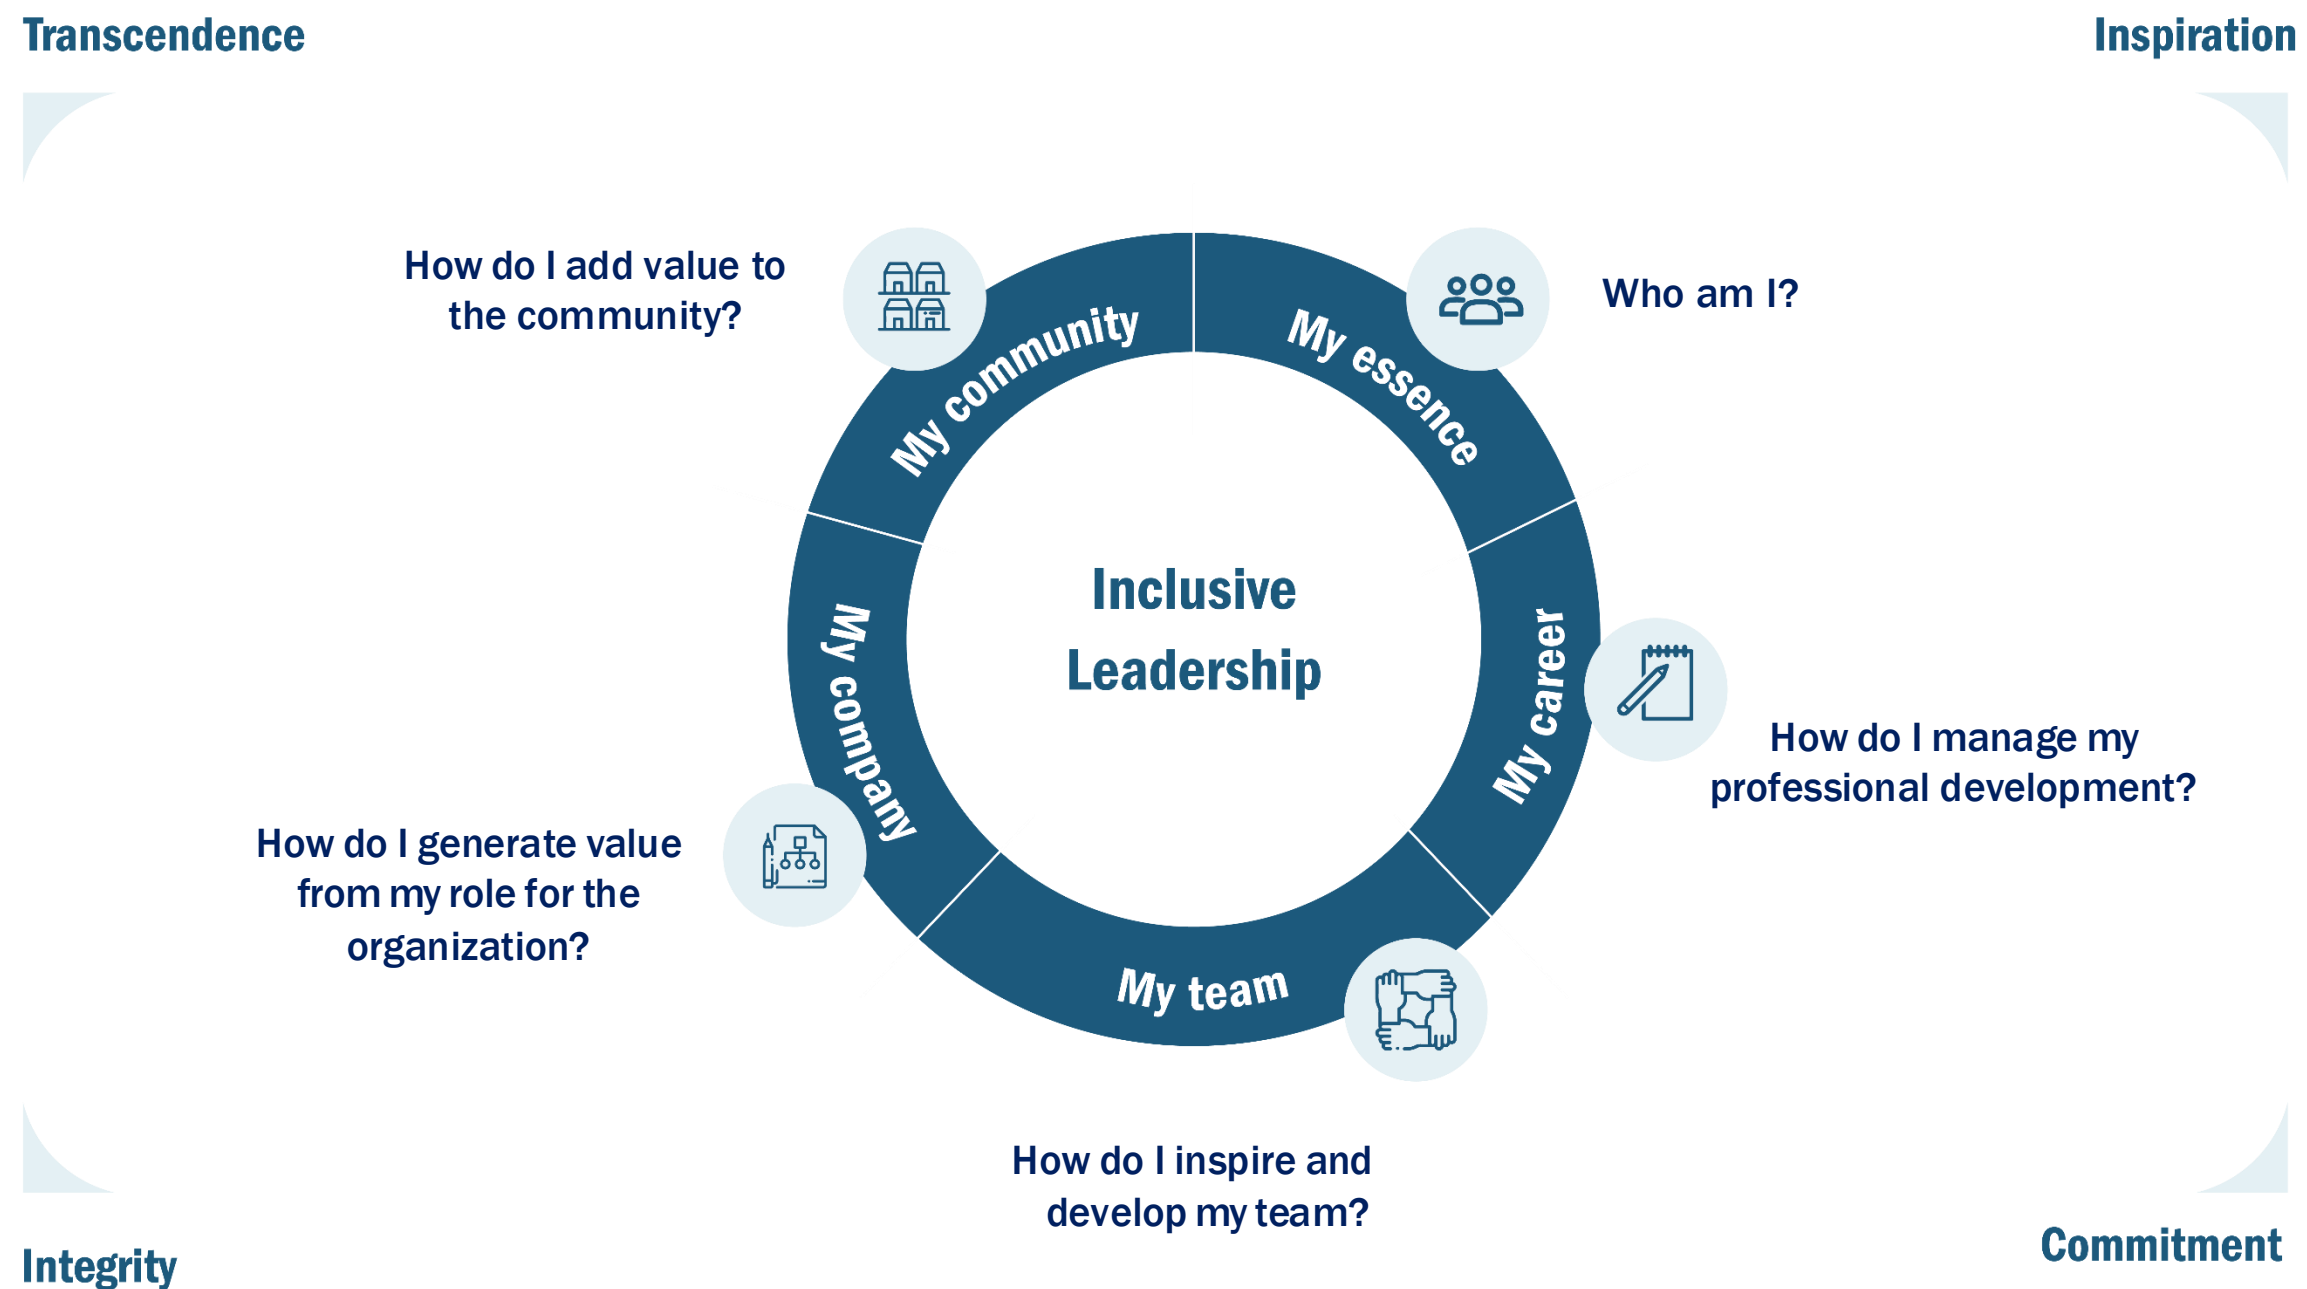 Transcendence
Inspiration
How do I add value to
the community?
Who am I?
My community
My essence
Inclusive
Leadership
My company
My career
How do I manage my
professional development?
How do I generate value
from my role for the
organization?
My team
How do I inspire and
develop my team?
Integrity
Commitment